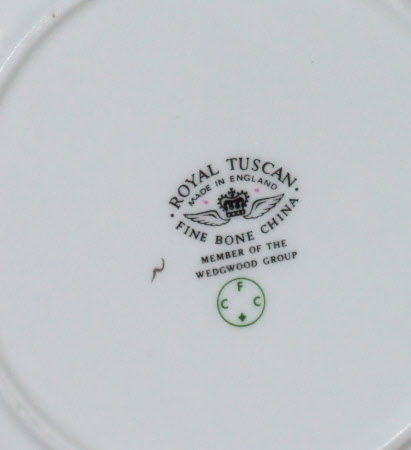 ROYAL TUSCAN
MADE IN ENGLAND
FINE BONE CHINA
MEMBER OF THE
WEDGWOOD GROUP
F
C C